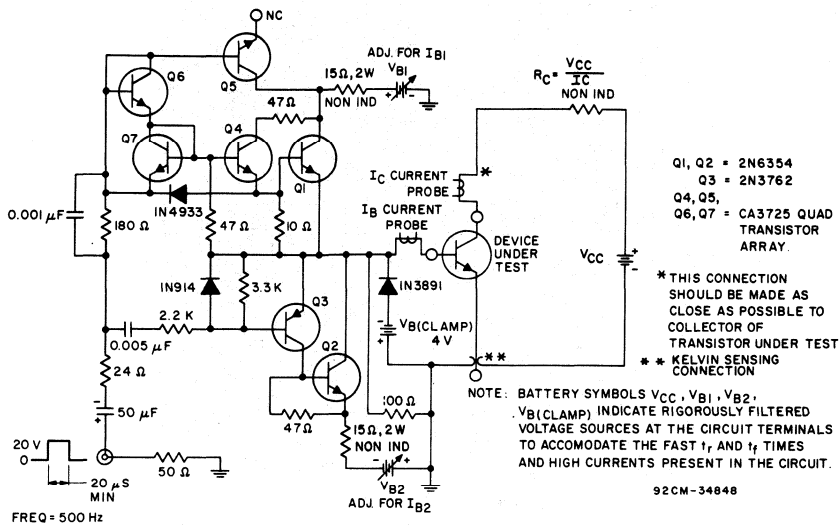 NC
ADJ. FOR IB1
VB1
+ -
15Ω, 2W
NON IND
RC = VCC
IC
NON IND
Q6
Q5
47Ω
Q7
Q4
Q1
IC CURRENT
PROBE
*
IB CURRENT
PROBE
1N4933
0.001 µF
180 Ω
47 Ω
10 Ω
DEVICE
UNDER
TEST
VCC
+
-
Q1, Q2 = 2N6354
Q3 = 2N3762
Q4, Q5,
Q6, Q7 = CA3725 QUAD
TRANSISTOR
ARRAY.
1N914
3.3 K
Q3
1N3891
* THIS CONNECTION
SHOULD BE MADE AS
CLOSE AS POSSIBLE TO
COLLECTOR OF
TRANSISTOR UNDER TEST
* * KELVIN SENSING
CONNECTION
2.2 K
0.005 µF
Q2
-
+
VB(CLAMP)
4 V
**
24 Ω
-
+
50 µF
47Ω
100Ω
15Ω, 2W
NON IND
- +
VB2
ADJ. FOR IB2
NOTE: BATTERY SYMBOLS VCC, VB1, VB2,
VB(CLAMP) INDICATE RIGOROUSLY FILTERED
VOLTAGE SOURCES AT THE CIRCUIT TERMINALS
TO ACCOMODATE THE FAST tr AND tf TIMES
AND HIGH CURRENTS PRESENT IN THE CIRCUIT.
20 V
0
20 µS
MIN
50 Ω
FREQ = 500 Hz
92CM-34848